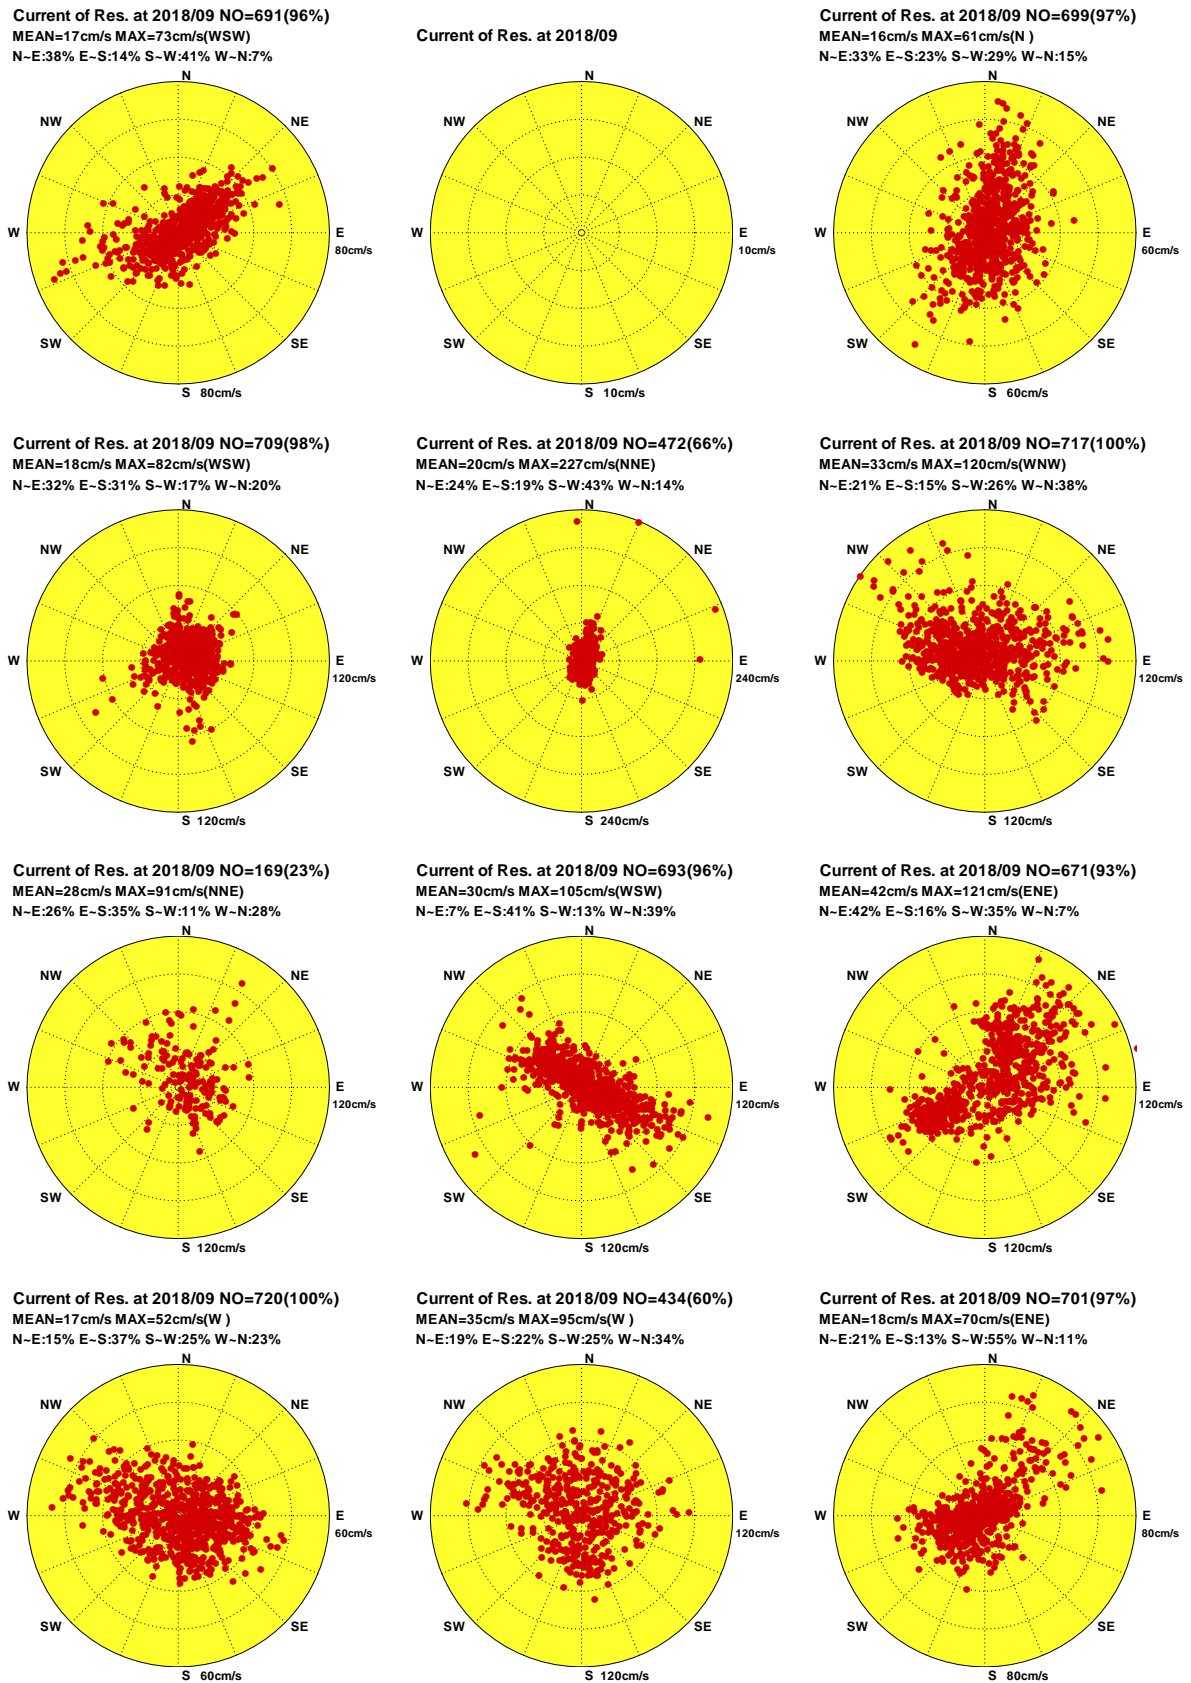 Current of Res. at 2018/09 NO=691(96%)
MEAN=17cm/s MAX=73cm/s(WSW)
N~E:38% E~S:14% S~W:41% W~N:7%
N
NW
NE
W
E
80cm/s
SW
SE
S 80cm/s
Current of Res. at 2018/09
N
NW
NE
W
E
10cm/s
SW
SE
S 10cm/s
Current of Res. at 2018/09 NO=699(97%)
MEAN=16cm/s MAX=61cm/s(N )
N~E:33% E~S:23% S~W:29% W~N:15%
N
NW
NE
W
E
60cm/s
SW
SE
S 60cm/s
Current of Res. at 2018/09 NO=709(98%)
MEAN=18cm/s MAX=82cm/s(WSW)
N~E:32% E~S:31% S~W:17% W~N:20%
N
NW
NE
W
E
120cm/s
SW
SE
S 120cm/s
Current of Res. at 2018/09 NO=472(66%)
MEAN=20cm/s MAX=227cm/s(NNE)
N~E:24% E~S:19% S~W:43% W~N:14%
N
NW
NE
W
E
240cm/s
SW
SE
S 240cm/s
Current of Res. at 2018/09 NO=717(100%)
MEAN=33cm/s MAX=120cm/s(WNW)
N~E:21% E~S:15% S~W:26% W~N:38%
N
NW
NE
W
E
120cm/s
SW
SE
S 120cm/s
Current of Res. at 2018/09 NO=169(23%)
MEAN=28cm/s MAX=91cm/s(NNE)
N~E:26% E~S:35% S~W:11% W~N:28%
N
NW
NE
W
E
120cm/s
SW
SE
S 120cm/s
Current of Res. at 2018/09 NO=693(96%)
MEAN=30cm/s MAX=105cm/s(WSW)
N~E:7% E~S:41% S~W:13% W~N:39%
N
NW
NE
W
E
120cm/s
SW
SE
S 120cm/s
Current of Res. at 2018/09 NO=671(93%)
MEAN=42cm/s MAX=121cm/s(ENE)
N~E:42% E~S:16% S~W:35% W~N:7%
N
NW
NE
W
E
120cm/s
SW
SE
S 120cm/s
Current of Res. at 2018/09 NO=720(100%)
MEAN=17cm/s MAX=52cm/s(W )
N~E:15% E~S:37% S~W:25% W~N:23%
N
NW
NE
W
E
60cm/s
SW
SE
S 60cm/s
Current of Res. at 2018/09 NO=434(60%)
MEAN=35cm/s MAX=95cm/s(W )
N~E:19% E~S:22% S~W:25% W~N:34%
N
NW
NE
W
E
120cm/s
SW
SE
S 120cm/s
Current of Res. at 2018/09 NO=701(97%)
MEAN=18cm/s MAX=70cm/s(ENE)
N~E:21% E~S:13% S~W:55% W~N:11%
N
NW
NE
W
E
80cm/s
SW
SE
S 80cm/s